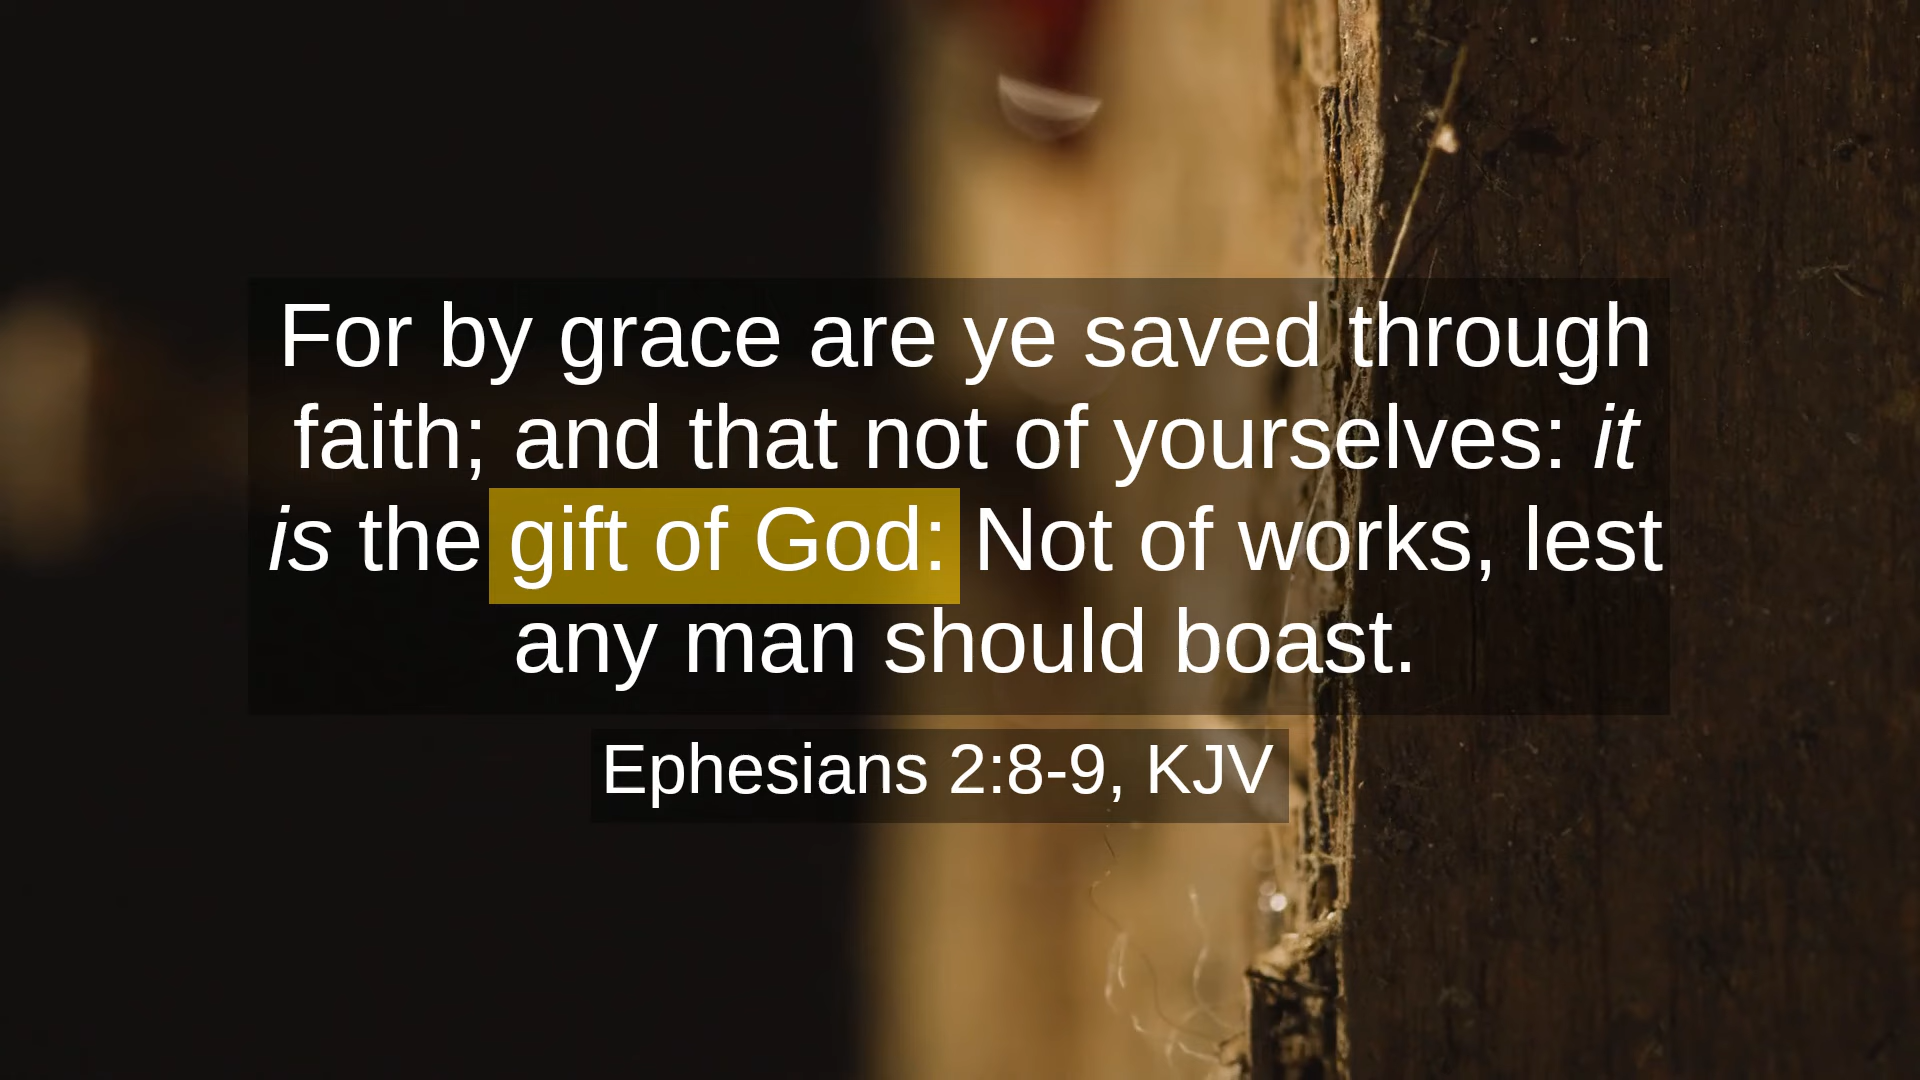 For by grace are ye saved through
faith; and that not of yourselves: it
is the gift of God: Not of works, lest
any man should boast.
Ephesians 2:8-9, KJV